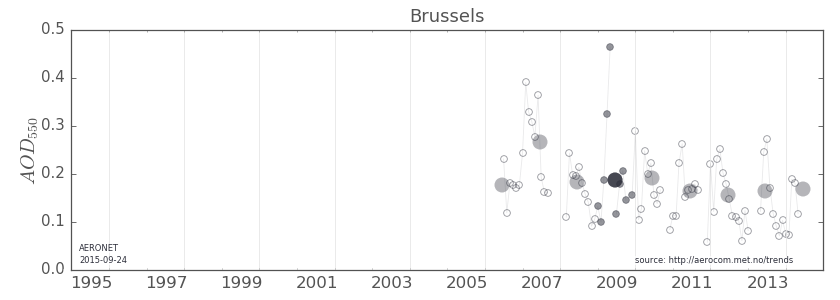 Brussels
0.5
0.4
0.3
0.2
0.1
0.0
AOD550
AERONET
2015-09-24
source: http://aerocom.met.no/trends
1995 1997 1999 2001 2003 2005 2007 2009 2011 2013